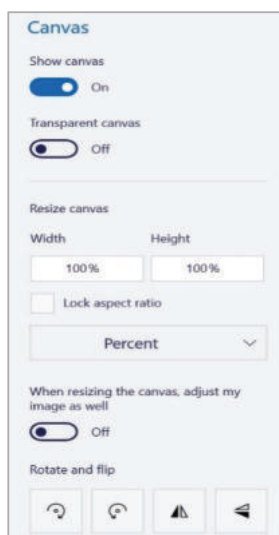 Canvas
Show canvas
On
Transparent canvas
Off
Resize canvas
Width Height
100% 100%
Lock aspect ratio
Percent
When resizing the canvas, adjust my
image as well
Off
Rotate and flip